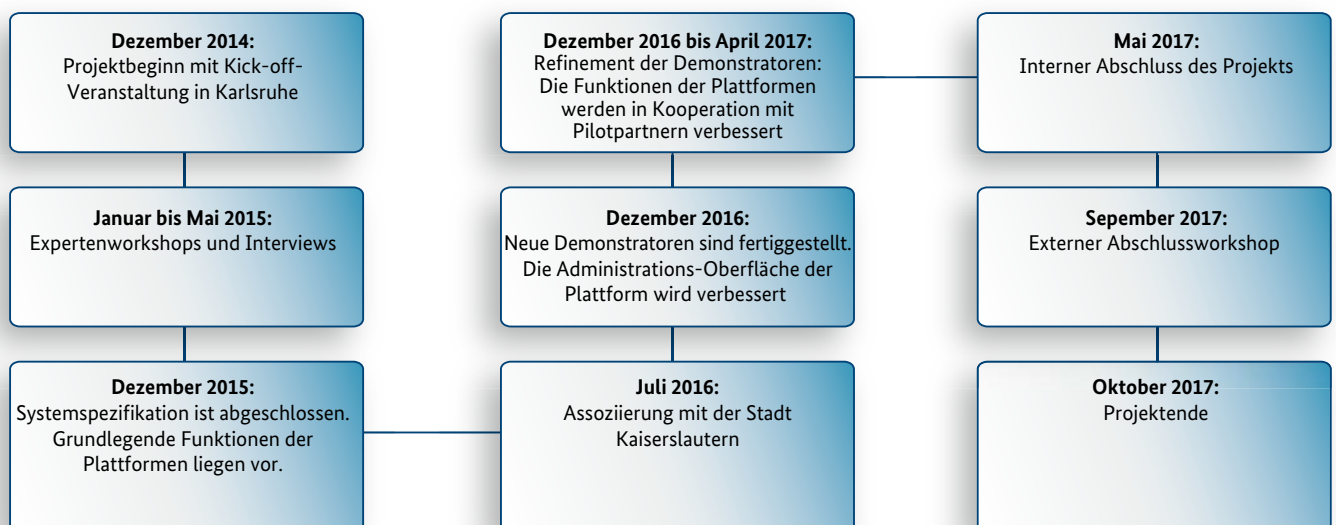 Dezember 2014:
Projektbeginn mit Kick-off-
Veranstaltung in Karlsruhe
Januar bis Mai 2015:
Expertenworkshops und Interviews
Dezember 2015:
Systemspezifikation ist abgeschlossen.
Grundlegende Funktionen der
Plattformen liegen vor.
Juli 2016:
Assoziierung mit der Stadt
Kaiserslautern
Dezember 2016:
Neue Demonstratoren sind fertiggestellt.
Die Administrations-Oberfläche der
Plattform wird verbessert
Dezember 2016 bis April 2017:
Refinement der Demonstratoren:
Die Funktionen der Plattformen
werden in Kooperation mit
Pilotpartnern verbessert
Mai 2017:
Interner Abschluss des Projekts
Sepember 2017:
Externer Abschlussworkshop
Oktober 2017:
Projektende